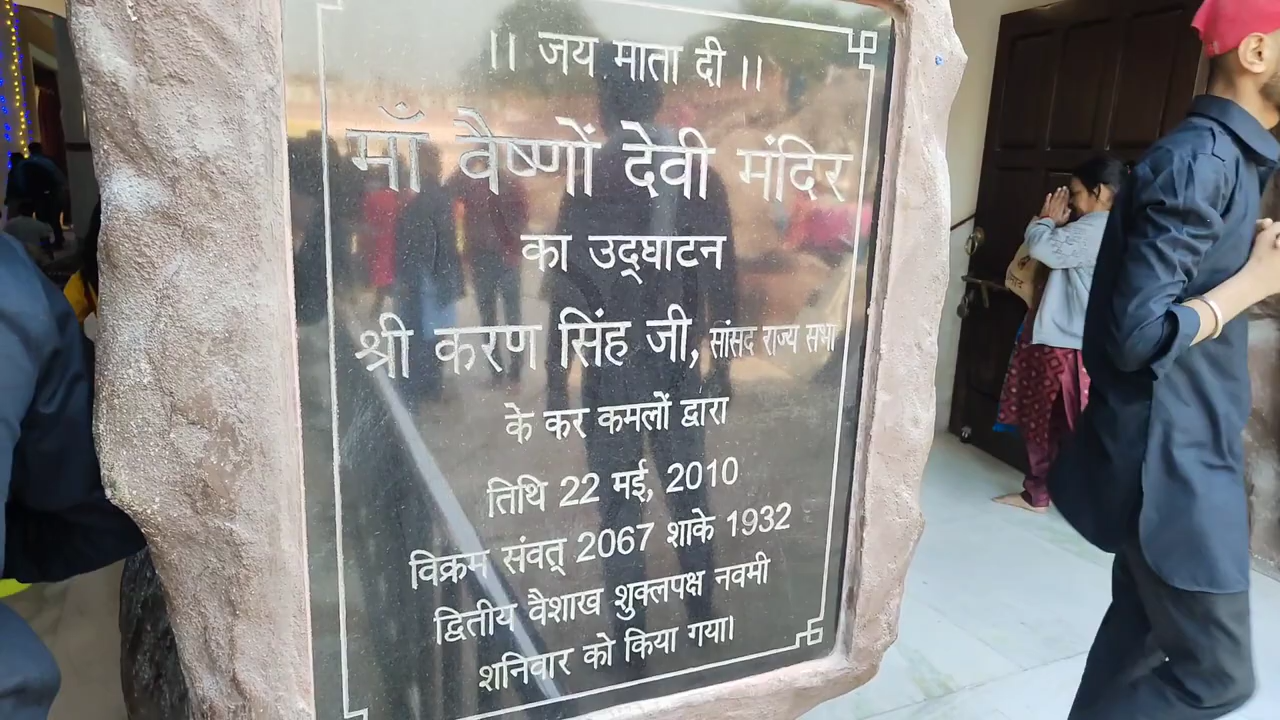 ।। जय माता दी ।।
माँ वैष्णों देवी मंदिर
का उद्घाटन
श्री करण सिंह जी, सांसद राज्य सभा
के कर कमलों द्वारा
तिथि 22 मई, 2010
विक्रम संवत् 2067 शाके 1932
द्वितीय वैशाख शुक्लपक्ष नवमी
शनिवार को किया गया।